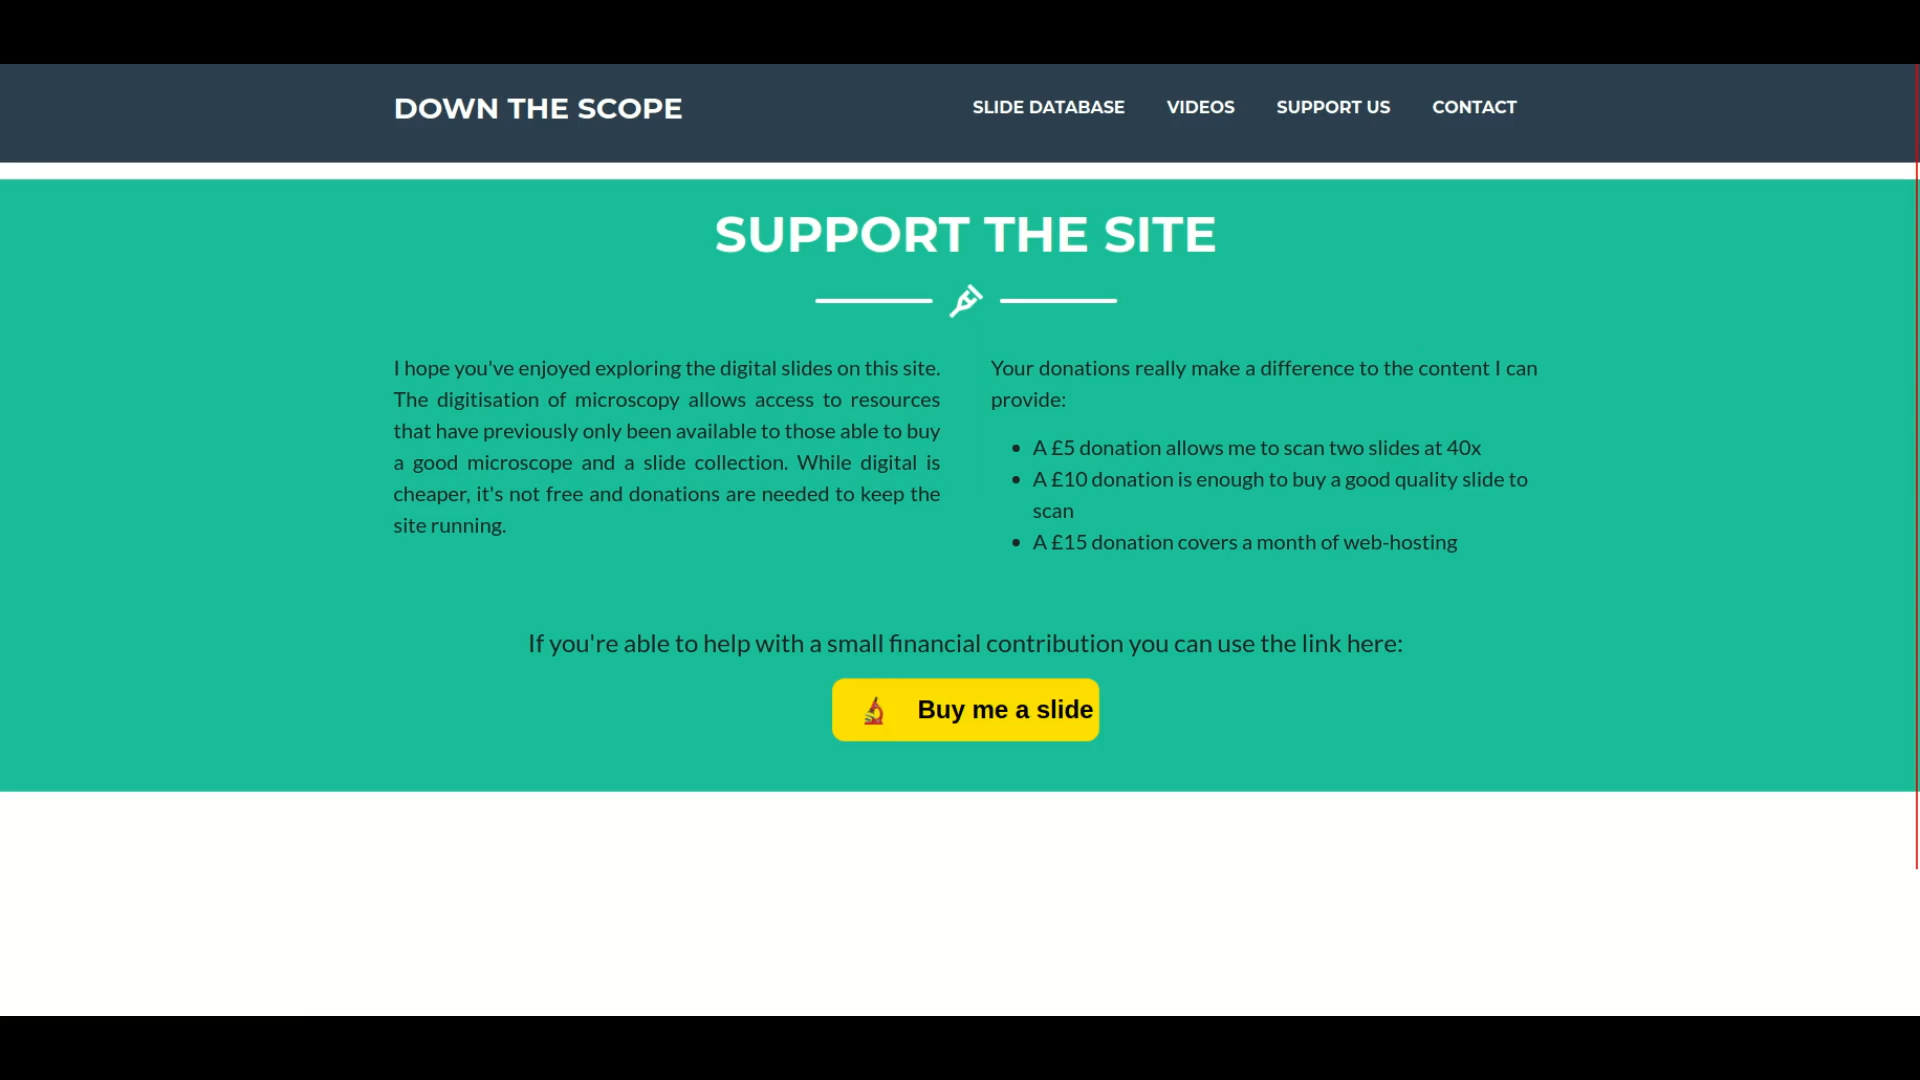 DOWN THE SCOPE
SLIDE DATABASE
VIDEOS
SUPPORT US
CONTACT
SUPPORT THE SITE
I hope you've enjoyed exploring the digital slides on this site.
The digitisation of microscopy allows access to resources
that have previously only been available to those able to buy
a good microscope and a slide collection. While digital is
cheaper, it's not free and donations are needed to keep the
site running.
Your donations really make a difference to the content I can
provide:
• A £5 donation allows me to scan two slides at 40x
• A £10 donation is enough to buy a good quality slide to
scan
• A £15 donation covers a month of web-hosting
If you're able to help with a small financial contribution you can use the link here:
Buy me a slide